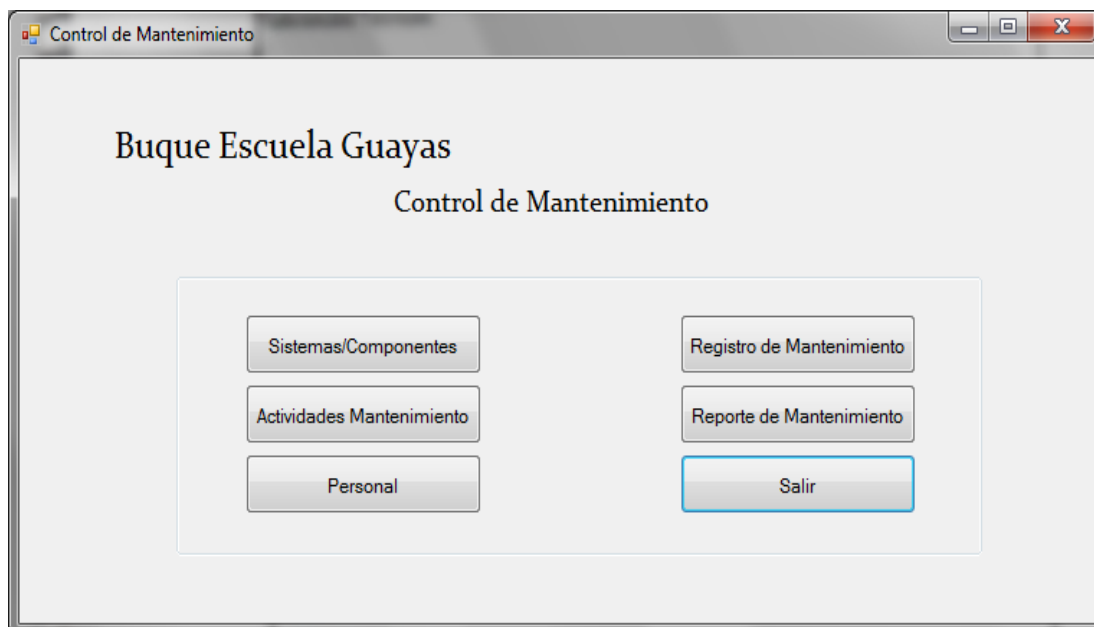 Control de Mantenimiento
Buque Escuela Guayas
Control de Mantenimiento
Sistemas/Componentes
Registro de Mantenimiento
Actividades Mantenimiento
Reporte de Mantenimiento
Personal
Salir